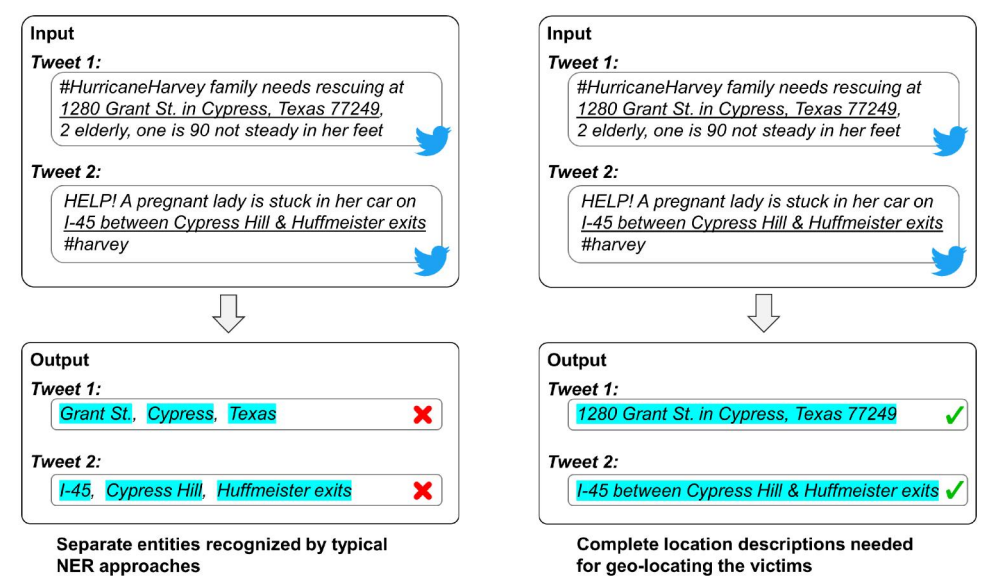 Input
Tweet 1:
#HurricaneHarvey family needs rescuing at
1280 Grant St. in Cypress, Texas 77249,
2 elderly, one is 90 not steady in her feet
Tweet 2:
HELP! A pregnant lady is stuck in her car on
I-45 between Cypress Hill & Huffmeister exits
#harvey
Output
Tweet 1:
Grant St., Cypress, Texas
Tweet 2:
I-45, Cypress Hill, Huffmeister exits
Separate entities recognized by typical
NER approaches
Input
Tweet 1:
#HurricaneHarvey family needs rescuing at
1280 Grant St. in Cypress, Texas 77249,
2 elderly, one is 90 not steady in her feet
Tweet 2:
HELP! A pregnant lady is stuck in her car on
I-45 between Cypress Hill & Huffmeister exits
#harvey
Output
Tweet 1:
1280 Grant St. in Cypress, Texas 77249
Tweet 2:
I-45 between Cypress Hill & Huffmeister exits
Complete location descriptions needed
for geo-locating the victims